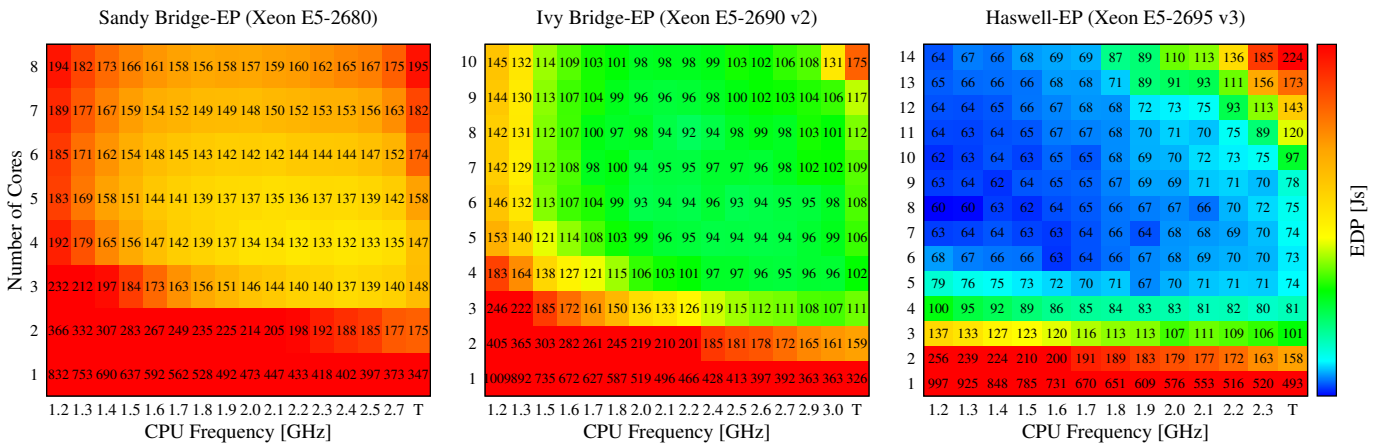 Sandy Bridge-EP (Xeon E5-2680)
Number of Cores
8 194 182 173 166 161 158 156 158 157 159 160 162 165 167 175 195
7 189 177 167 159 154 152 149 149 148 150 152 153 153 156 163 182
6 185 171 162 154 148 145 143 142 142 142 144 144 144 147 152 174
5 183 169 158 151 144 141 139 137 137 135 136 137 137 139 142 158
4 192 179 165 156 147 142 139 137 134 134 132 133 132 133 135 147
3 232 212 197 184 173 163 156 151 146 144 140 140 137 139 140 148
2 366 332 307 283 267 249 235 225 214 205 198 192 188 185 177 175
1 832 753 690 637 592 562 528 492 473 447 433 418 402 397 373 347
1.2 1.3 1.4 1.5 1.6 1.7 1.8 1.9 2.0 2.1 2.2 2.3 2.4 2.5 2.7 T
CPU Frequency [GHz]
Ivy Bridge-EP (Xeon E5-2690 v2)
10 145 132 114 109 103 101 98 98 98 99 103 102 106 108 131 175
9 144 130 113 107 104 99 96 96 96 98 100 102 103 104 106 117
8 142 131 112 107 100 97 98 94 92 94 98 99 98 103 101 112
7 142 129 112 108 98 100 94 95 95 97 97 96 98 102 102 109
6 146 132 113 107 100 99 93 94 94 96 94 95 95 96 98 108
5 153 140 121 114 108 103 99 96 95 94 94 94 94 96 99 106
4 183 164 138 127 121 115 106 103 101 97 97 96 95 96 96 102
3 246 222 185 172 161 150 136 133 126 119 115 112 111 108 107 111
2 405 365 303 282 261 245 219 210 201 185 181 178 172 165 161 159
1 1009 892 735 672 627 587 519 496 466 428 413 392 363 363 363 326
1.2 1.3 1.5 1.6 1.7 1.8 2.0 2.1 2.2 2.4 2.5 2.6 2.7 2.9 3.0 T
CPU Frequency [GHz]
Haswell-EP (Xeon E5-2695 v3)
14 64 67 66 68 69 69 87 89 110 113 136 185 224
13 65 66 66 66 68 68 71 89 91 93 111 156 173
12 64 64 65 66 67 68 68 72 73 75 93 113 143
11 64 63 64 65 67 66 68 70 71 70 75 89 120
10 62 63 64 63 65 65 68 69 70 72 73 75 97
9 63 64 62 64 65 65 67 69 69 71 71 70 78
8 60 60 63 62 64 65 66 67 67 66 70 72 75
7 63 64 64 63 63 64 66 64 68 68 67 70 74
6 68 67 66 66 63 64 66 67 68 70 69 70 73
5 79 76 75 73 72 70 71 67 70 70 71 71 74
4 100 95 92 89 88 85 84 83 83 81 82 80 81
3 137 133 127 123 120 116 113 113 107 111 109 106 101
2 256 239 224 210 200 191 189 183 179 177 172 163 158
1 997 925 848 785 731 670 651 609 576 553 516 520 493
1.2 1.3 1.4 1.5 1.6 1.7 1.8 1.9 2.0 2.1 2.2 2.3 T
CPU Frequency [GHz]
EDP [Js]